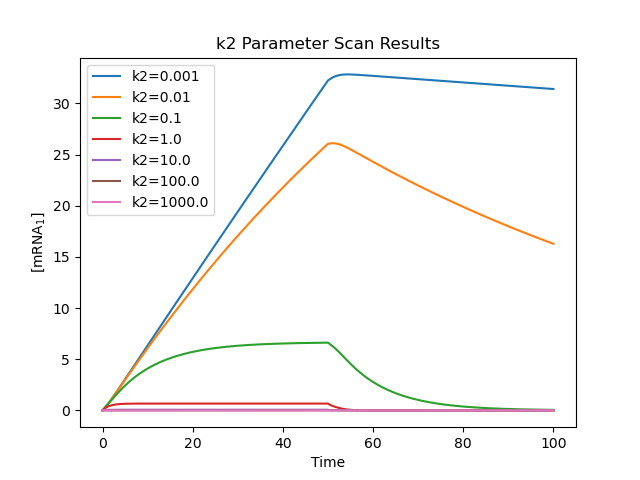 k2 Parameter Scan Results
k2=0.001
k2=0.01
k2=0.1
k2=1.0
k2=10.0
k2=100.0
k2=1000.0
[mRNA₁]
30
25
20
15
10
5
0
0 20 40 60 80 100
Time